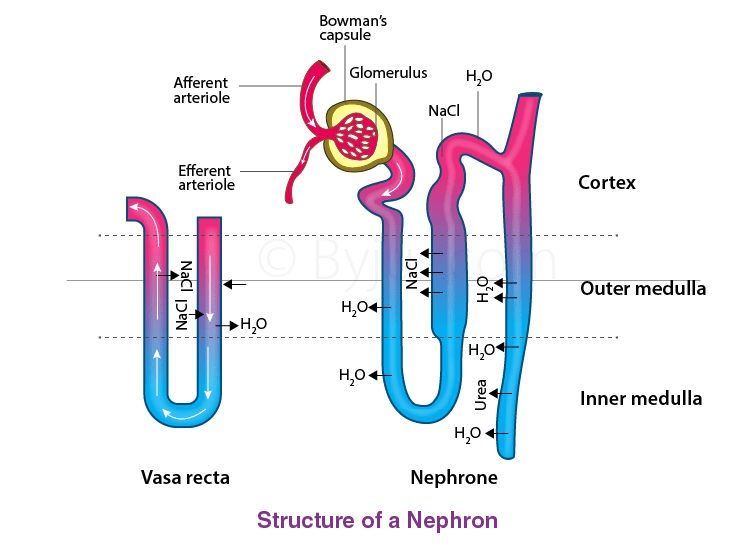 Bowman's
capsule
Afferent
arteriole
Glomerulus
H₂O
NaCl
Efferent
arteriole
Cortex
NaCl
NaCl
H₂O
H₂O
H₂O
NaCl
H₂O
H₂O
Urea
H₂O
Outer medulla
Inner medulla
Vasa recta
Nephrone
Structure of a Nephron